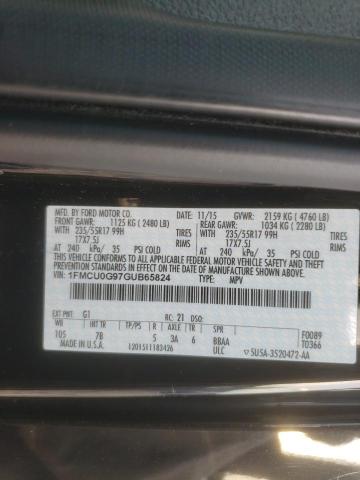 MFD. BY FORD MOTOR CO. 11/15 GVWR: 2159 KG ( 4760 LB)
FRONT GAWR: 1125 KG ( 2480 LB) REAR GAWR: 1034 KG ( 2280 LB)
WITH 235/55R17 99H TIRES WITH 235/55R17 99H TIRES
17X7.5J RIMS 17X7.5J RIMS
AT 240 kPa/ 35 PSI COLD AT 240 kPa/ 35 PSI COLD
THIS VEHICLE CONFORMS TO ALL APPLICABLE FEDERAL MOTOR VEHICLE SAFETY AND BUMPER
AND THEFT PREVENTION STANDARDS IN EFFECT ON THE DATE OF MANUFACTURE SHOWN ABOVE.
VIN: 1FMCU0G97GUB65824 TYPE: MPV
EXT PNT: G1 RC: 21 DSO:
WB INT TR TP/PS R AXLE TR SPR F0089
105 7B 5 3A 6 BBAA T0366
MADE IN U.S.A. 1201511183426 ULC 5U5A-3520472-AA